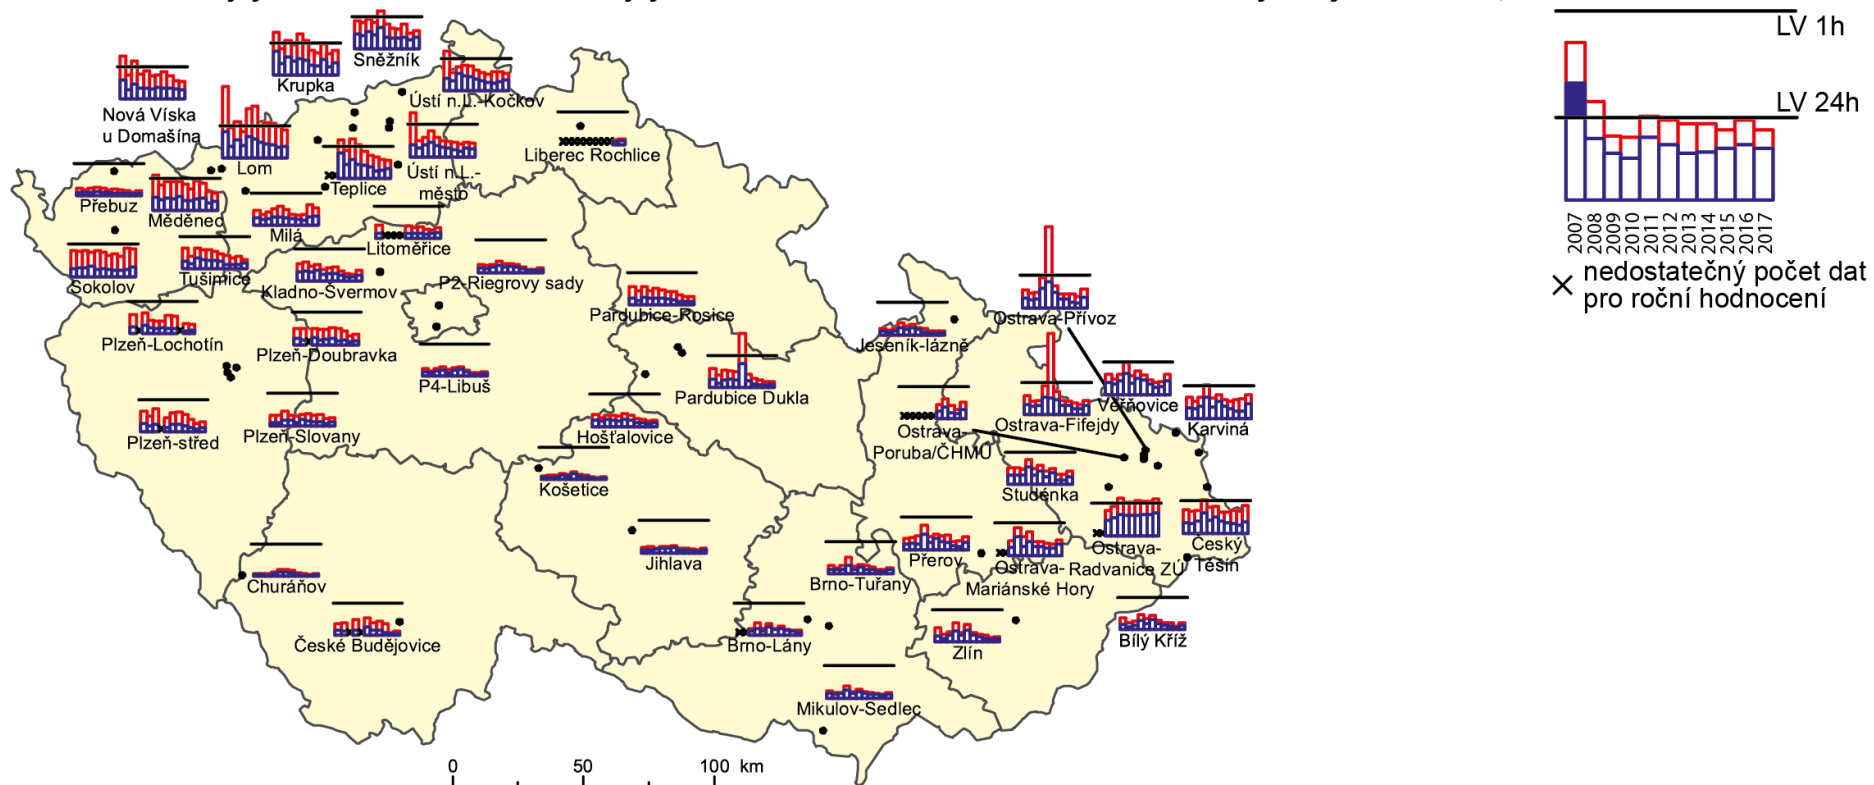 LV 1h
LV 24h
2007
2008
2009
2010
2011
2012
2013
2014
2015
2016
2017
× nedostatečný počet dat
pro roční hodnocení
Sněžník
Krupka
Ústí n.L.-Kočkov
Nová Víska
u Domašína
Liberec Rochlice
Lom
Teplice
Ústí n.L.-
město
Přebuz
Měděnec
Milá
Litoměřice
Sokolov
Tušimice
Kladno-Švermov
P2-Riegrovy sady
Pardubice-Rosice
Ostrava-Přívoz
Plzeň-Lochotín
Plzeň-Doubravka
Jeseník-lázně
P4-Libuš
Pardubice Dukla
Věřňovice
Plzeň-střed
Plzeň-Slovany
Hošťalovice
Ostrava-
Poruba/ČHMÚ
Ostrava-Fifejdy
Karviná
Košetice
Studénka
Jihlava
Přerov
Ostrava-
Mariánské Hory
Ostrava-
Radvanice ZÚ
Český
Těšín
Churáňov
Brno-Tuřany
České Budějovice
Brno-Lány
Zlín
Bílý Kříž
Mikulov-Sedlec
0 50 100 km